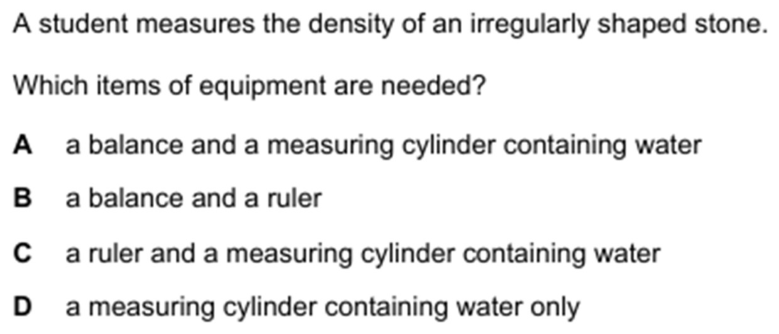 A student measures the density of an irregularly shaped stone.
Which items of equipment are needed?
A a balance and a measuring cylinder containing water
B a balance and a ruler
C a ruler and a measuring cylinder containing water
D a measuring cylinder containing water only